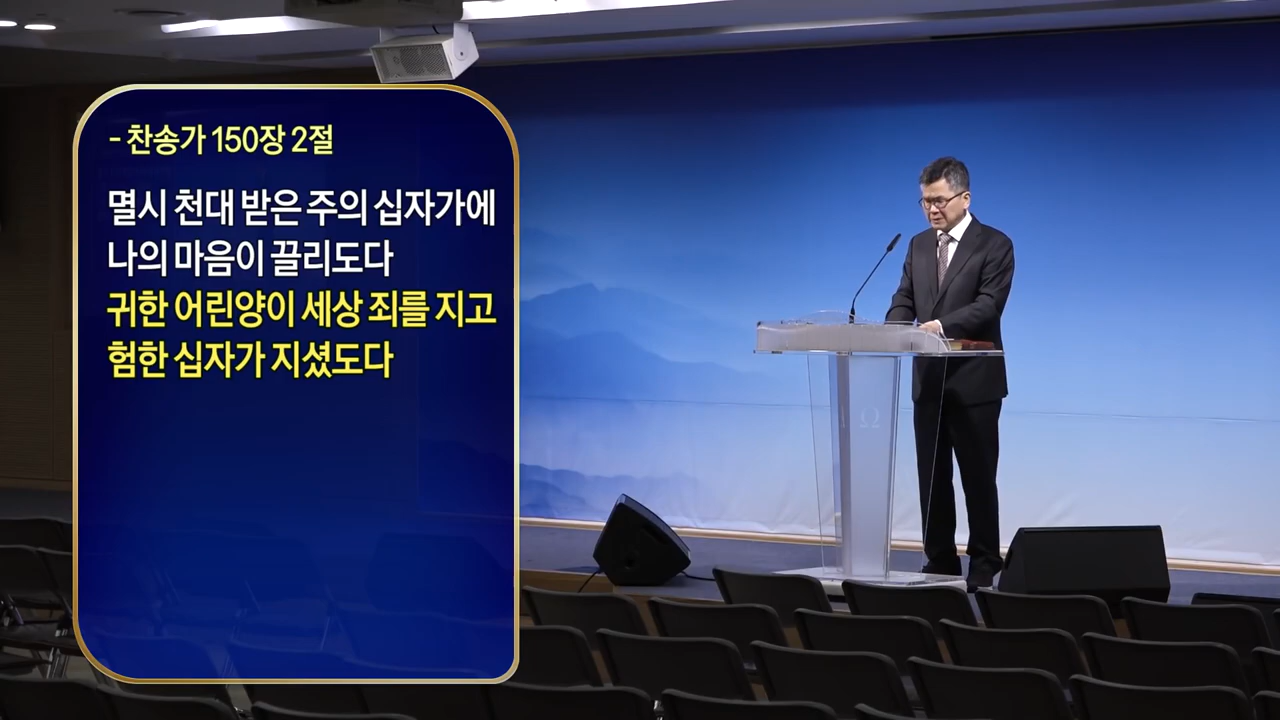 - 찬송가 150장 2절
멸시 천대 받은 주의 십자가에
나의 마음이 끌리도다
귀한 어린양이 세상 죄를 지고
험한 십자가 지셨도다
Ω